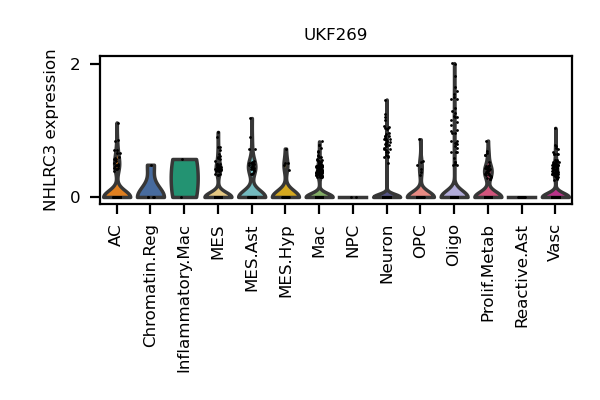 UKF269
NHLRC3 expression
2
0
AC
Chromatin.Reg
Inflammatory.Mac
MES
MES.Ast
MES.Hyp
Mac
NPC
Neuron
OPC
Oligo
Prolif.Metab
Reactive.Ast
Vasc